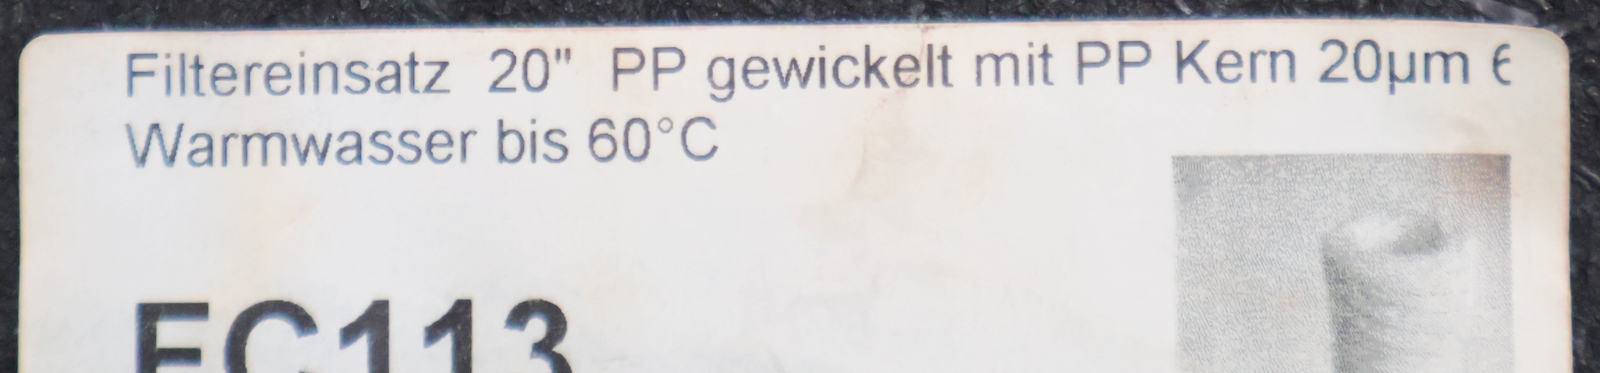 Filtereinsatz 20" PP gewickelt mit PP Kern 20µm
Warmwasser bis 60°C